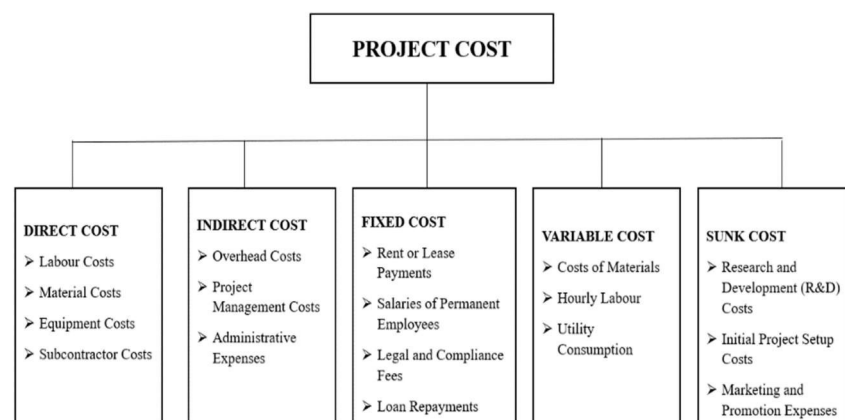 PROJECT COST
DIRECT COST
➤ Labour Costs
➤ Material Costs
➤ Equipment Costs
➤ Subcontractor Costs
INDIRECT COST
➤ Overhead Costs
➤ Project
Management Costs
➤ Administrative
Expenses
FIXED COST
➤ Rent or Lease
Payments
➤ Salaries of Permanent
Employees
➤ Legal and Compliance
Fees
➤ Loan Repayments
VARIABLE COST
➤ Costs of Materials
➤ Hourly Labour
➤ Utility
Consumption
SUNK COST
➤ Research and
Development (R&D)
Costs
➤ Initial Project Setup
Costs
➤ Marketing and
Promotion Expenses